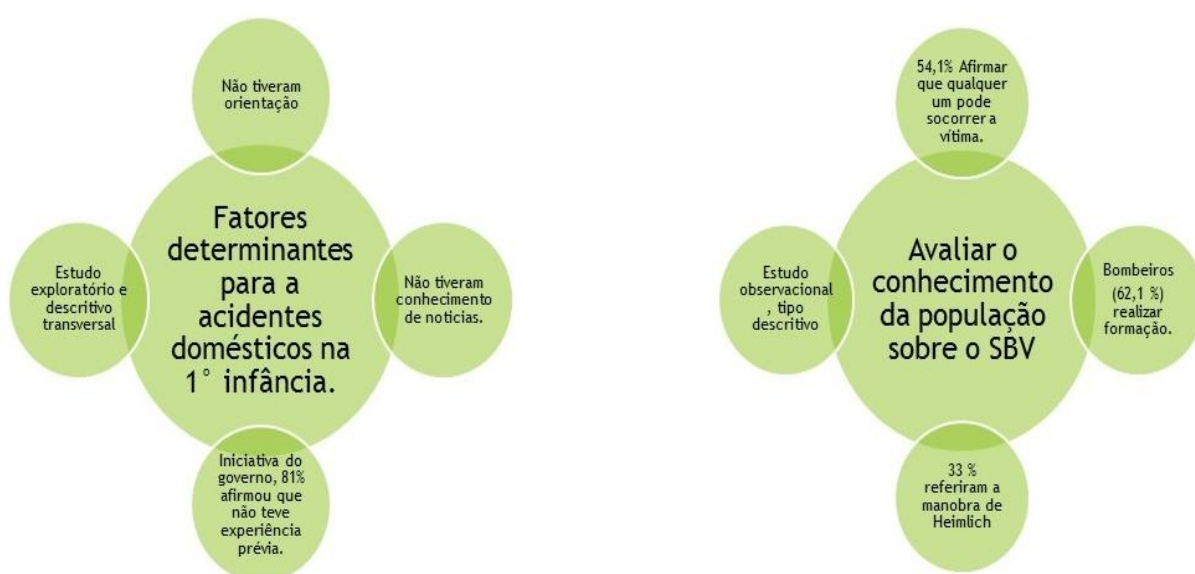 Não tiveram
orientação
Fatores
determinantes
para a
acidentes
domésticos na
1° infância.
Estudo
exploratório e
descritivo
transversal
Não tiveram
conhecimento
de noticias.
Iniciativa do
governo, 81%
afirmou que
não teve
experiência
prévia.
54,1% Afirmar
que qualquer
um pode
socorrer a
vítima.
Avaliar o
conhecimento
da população
sobre o SBV
Estudo
observacional
, tipo
descritivo
Bombeiros
(62,1 %)
realizar
formação.
33 %
referiram a
manobra de
Heimlich